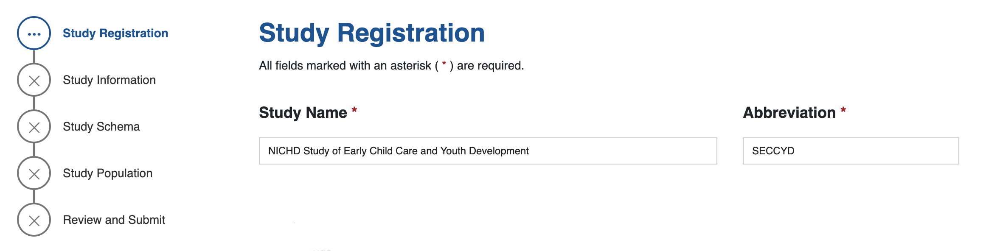 Study Registration
Study Information
Study Schema
Study Population
Review and Submit
Study Registration
All fields marked with an asterisk ( * ) are required.
Study Name *
Abbreviation *
NICHD Study of Early Child Care and Youth Development
SECCYD